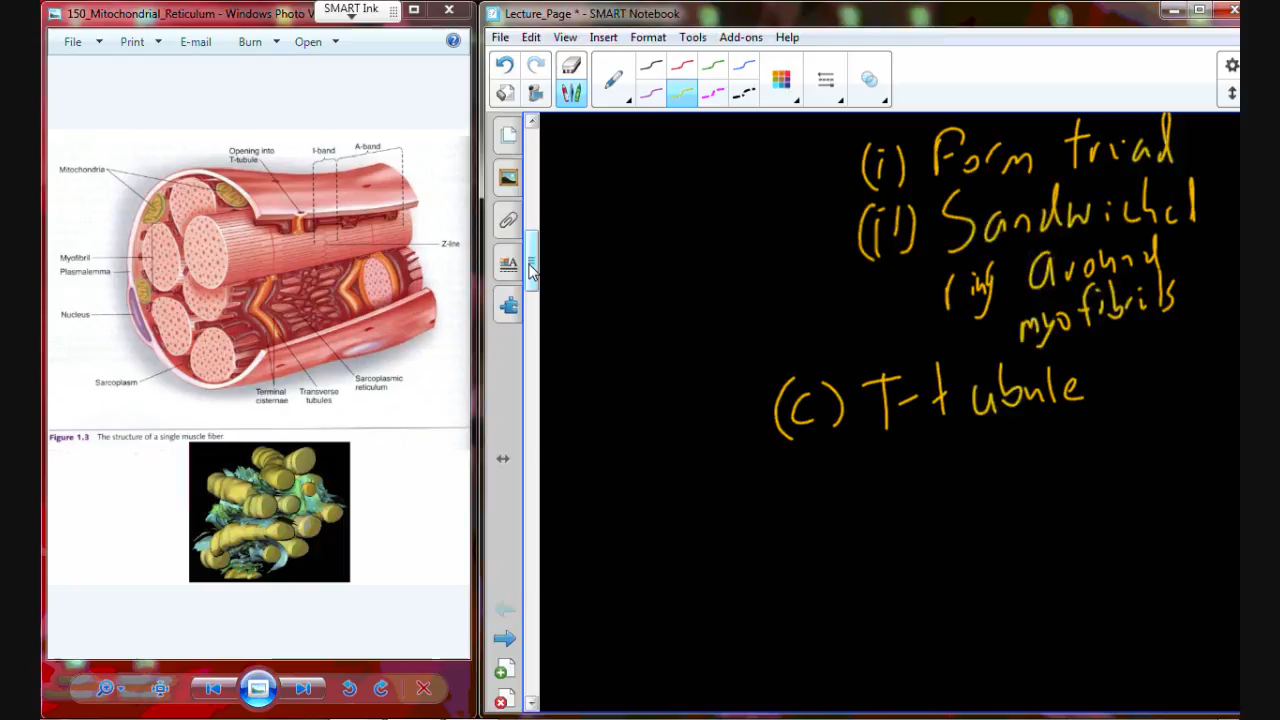 150_Mitochondrial_Reticulum - Windows Photo V
SMART Ink
File Print E-mail Burn Open
Opening into
T-tubule
I-band
A-band
Mitochondria
Z-line
Myofibril
Plasmalemma
Nucleus
Sarcoplasm
Terminal
cisternae
Transverse
tubules
Sarcoplasmic
reticulum
Figure 1.3 The structure of a single muscle fiber.
Lecture_Page * - SMART Notebook
File Edit View Insert Format Tools Add-ons Help
(i) Form triad
(ii) Sandwiched
ring around
myofibrils
(c) T-tubule